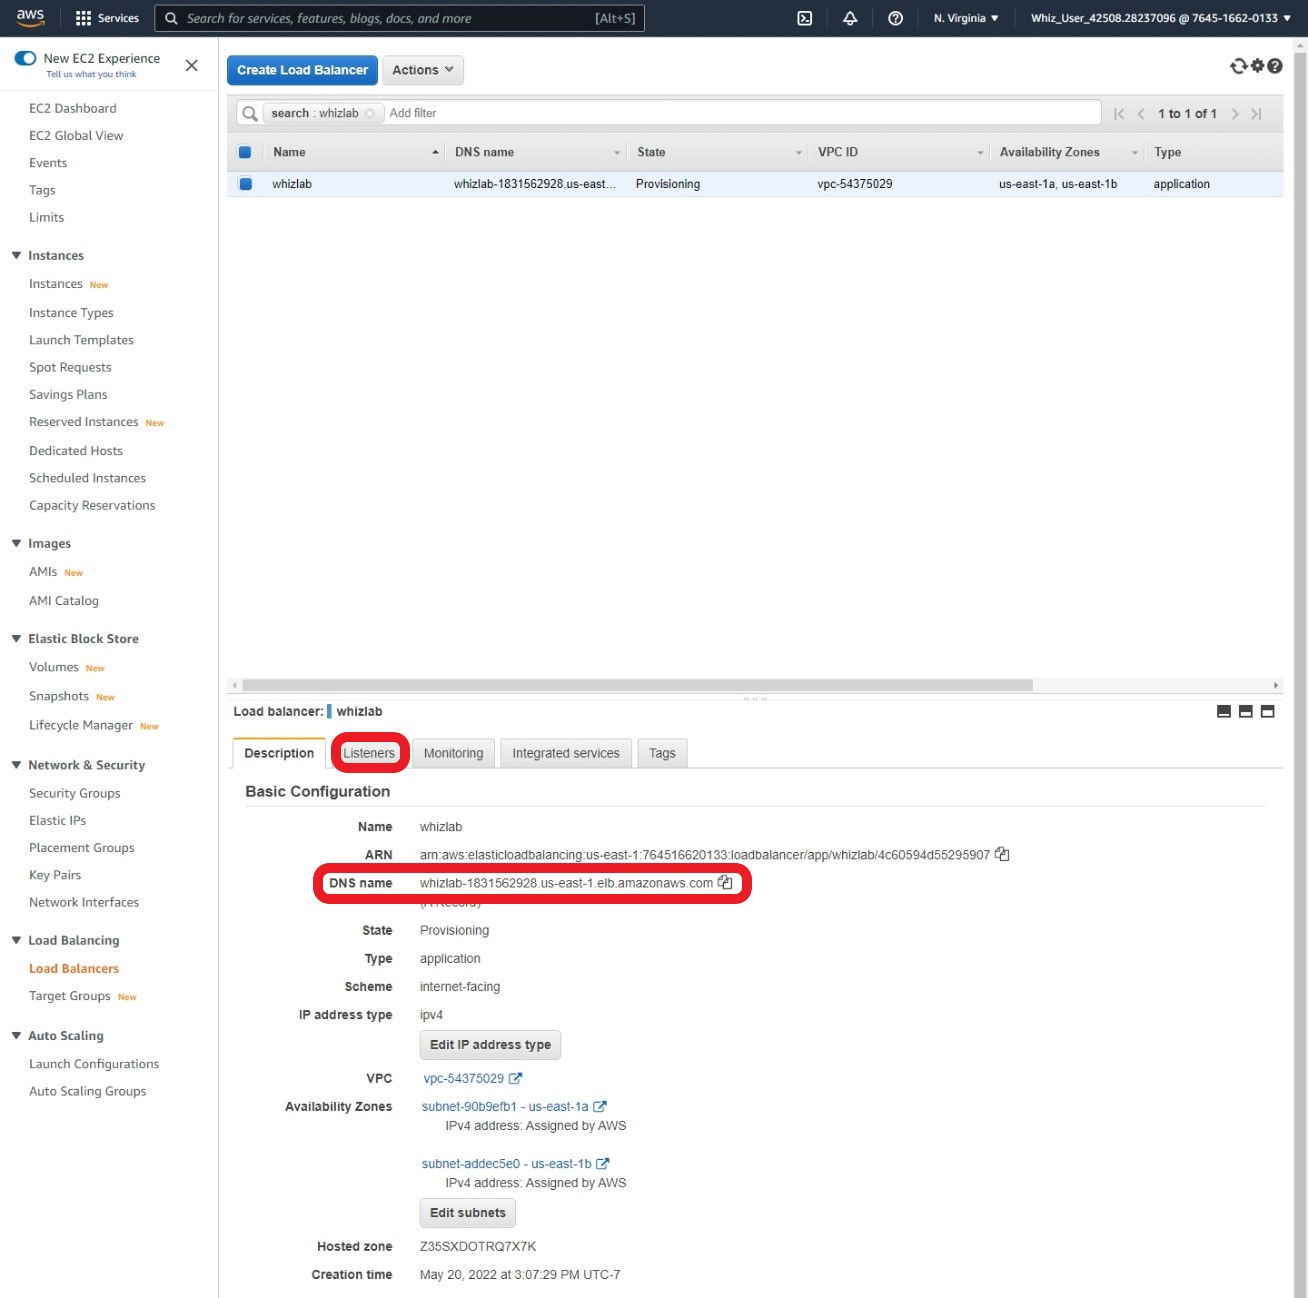 aws Services Search for services, features, blogs, docs, and more [Alt+S] N. Virginia Whiz_User_42508.28237096 @ 7645-1662-0133
New EC2 Experience
Tell us what you think
EC2 Dashboard
EC2 Global View
Events
Tags
Limits
Instances
Instances New
Instance Types
Launch Templates
Spot Requests
Savings Plans
Reserved Instances New
Dedicated Hosts
Scheduled Instances
Capacity Reservations
Images
AMIs New
AMI Catalog
Elastic Block Store
Volumes New
Snapshots New
Lifecycle Manager New
Network & Security
Security Groups
Elastic IPs
Placement Groups
Key Pairs
Network Interfaces
Load Balancing
Load Balancers
Target Groups New
Auto Scaling
Launch Configurations
Auto Scaling Groups
Create Load Balancer Actions
search : whizlab Add filter 1 to 1 of 1
Name DNS name State VPC ID Availability Zones Type
whizlab whizlab-1831562928.us-east... Provisioning vpc-54375029 us-east-1a, us-east-1b application
Load balancer: whizlab
Description Listeners Monitoring Integrated services Tags
Basic Configuration
Name whizlab
ARN arn:aws:elasticloadbalancing:us-east-1:764516620133:loadbalancer/app/whizlab/4c60594d55295907
DNS name whizlab-1831562928.us-east-1.elb.amazonaws.com
(A Record)
State Provisioning
Type application
Scheme internet-facing
IP address type ipv4
Edit IP address type
VPC vpc-54375029
Availability Zones subnet-90b9efb1 - us-east-1a
IPv4 address: Assigned by AWS
subnet-addec5e0 - us-east-1b
IPv4 address: Assigned by AWS
Edit subnets
Hosted zone Z35SXDOTRQ7X7K
Creation time May 20, 2022 at 3:07:29 PM UTC-7